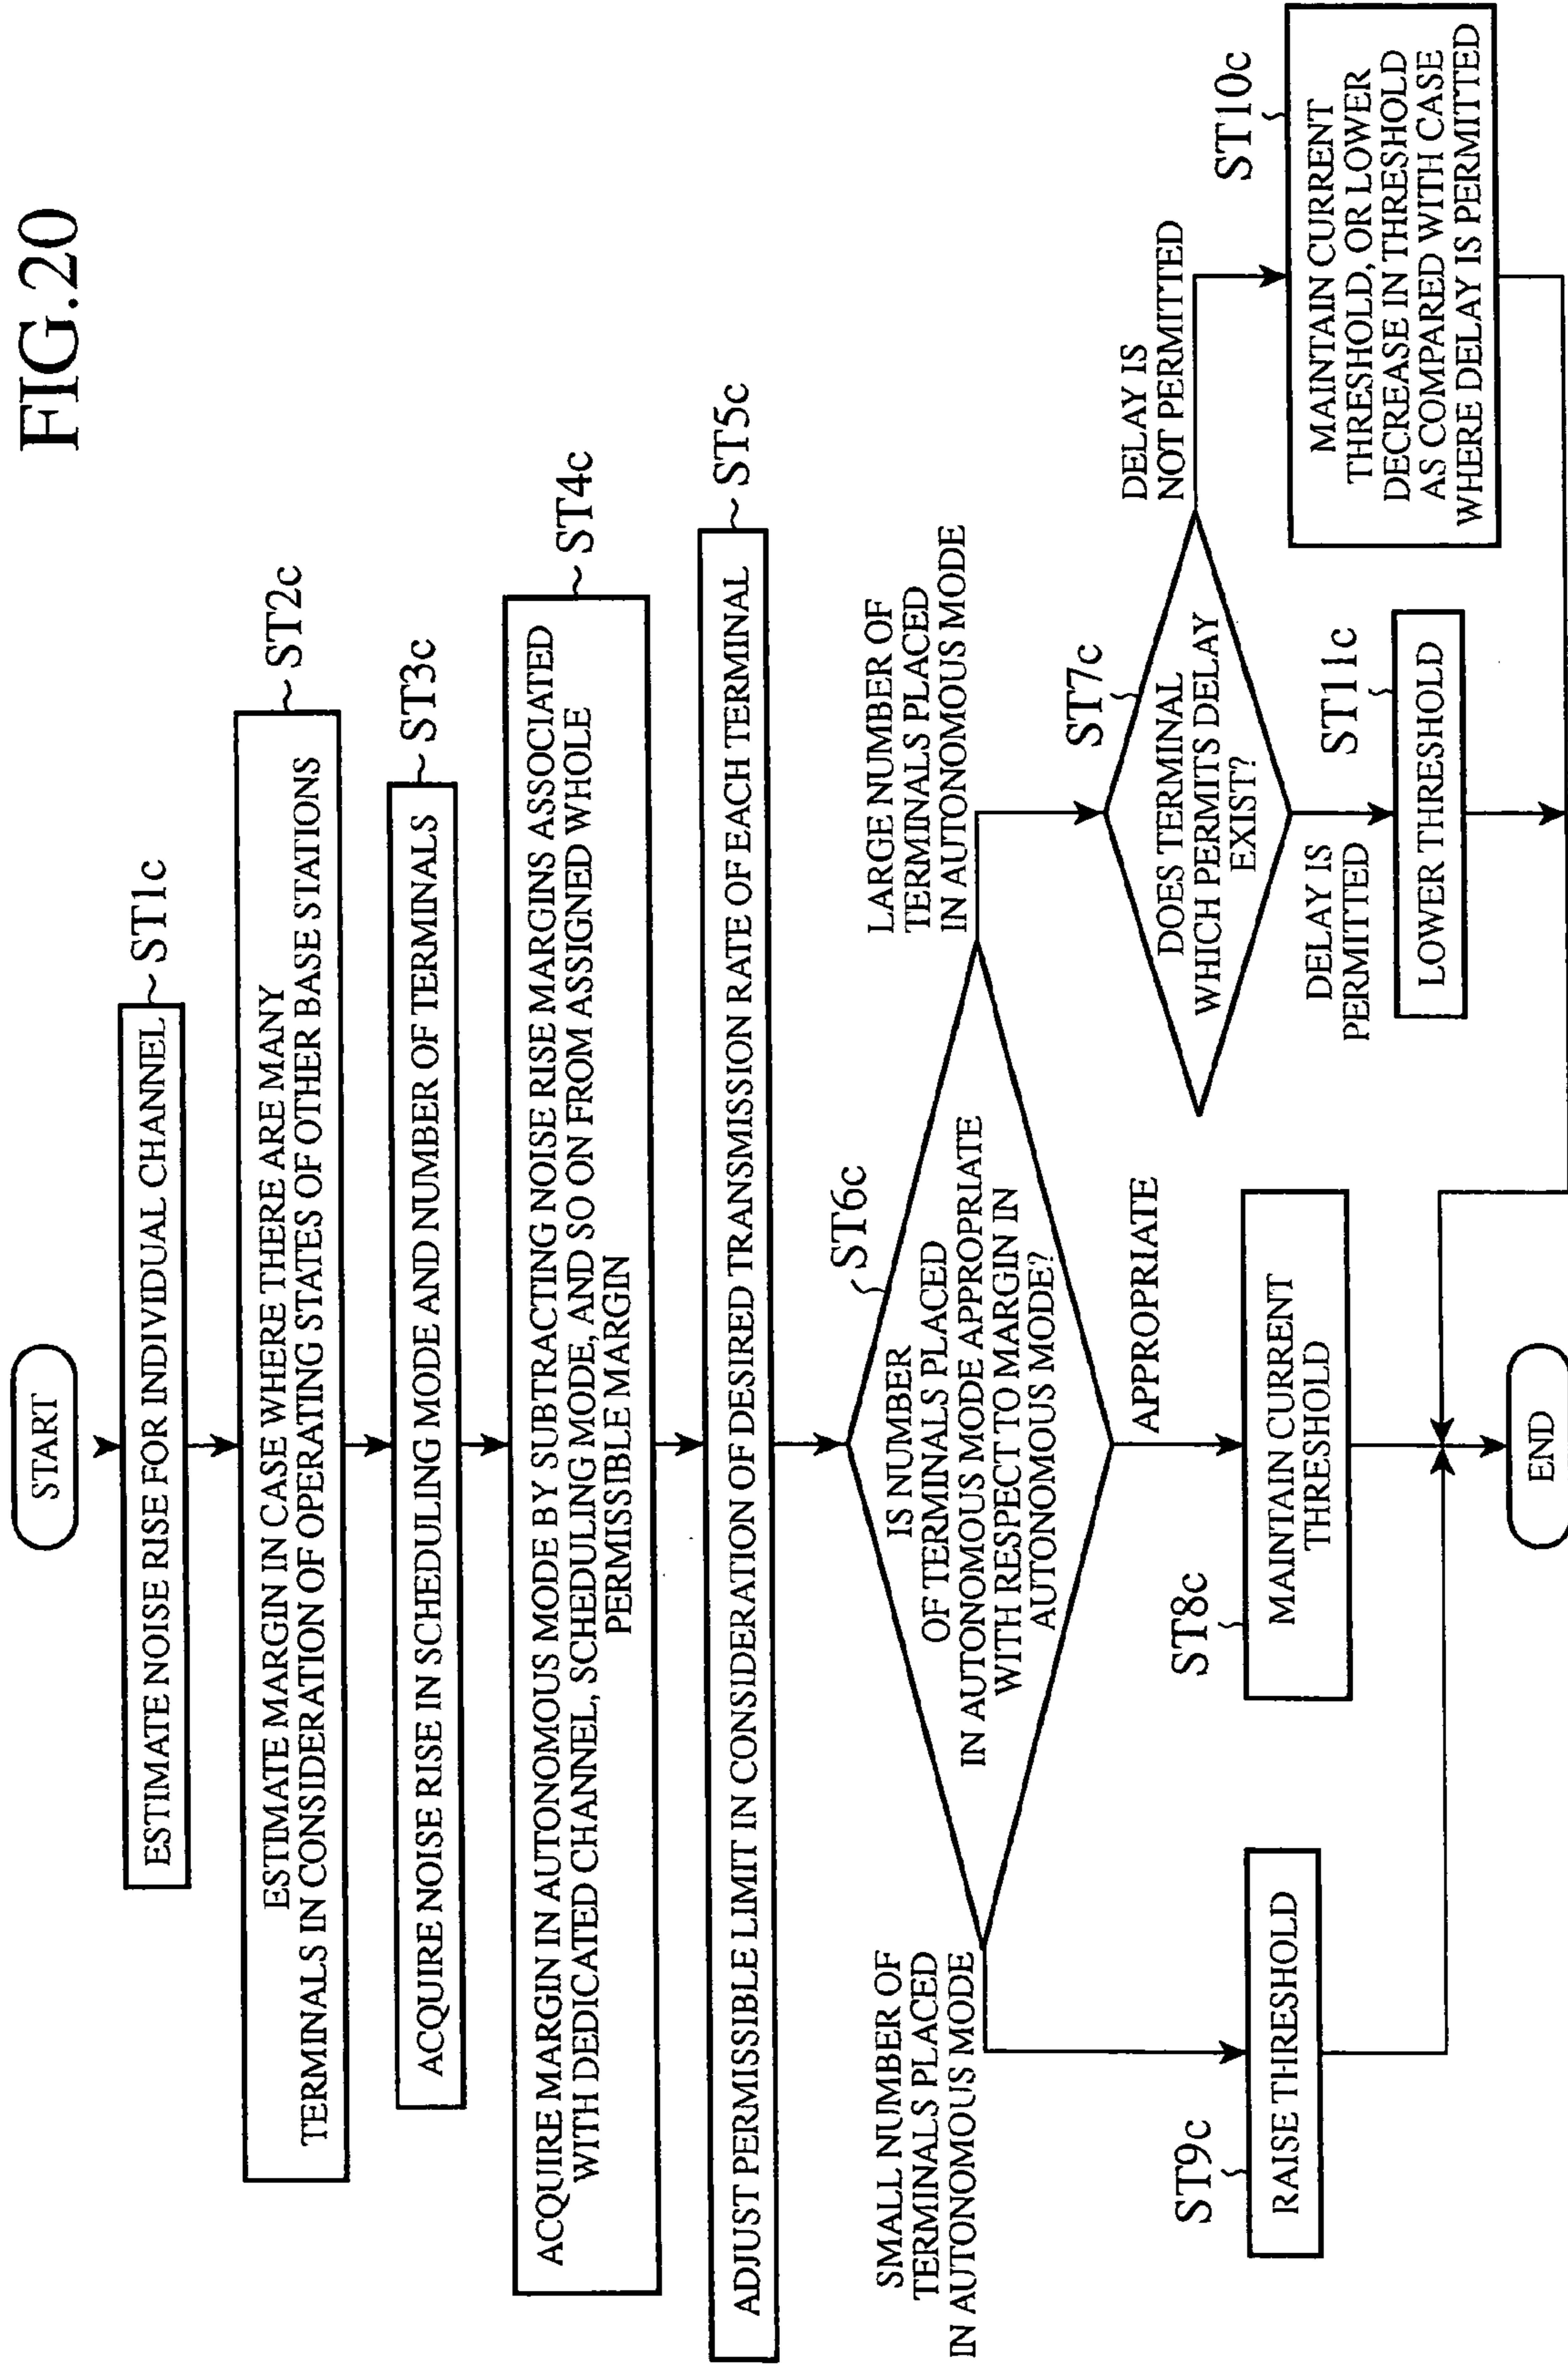 FIG.20
START
ESTIMATE NOISE RISE FOR INDIVIDUAL CHANNEL
ST1c
ESTIMATE MARGIN IN CASE WHERE THERE ARE MANY
TERMINALS IN CONSIDERATION OF OPERATING STATES OF OTHER BASE STATIONS
ST2c
ACQUIRE NOISE RISE IN SCHEDULING MODE AND NUMBER OF TERMINALS
ST3c
ACQUIRE MARGIN IN AUTONOMOUS MODE BY SUBTRACTING NOISE RISE MARGINS ASSOCIATED
WITH DEDICATED CHANNEL, SCHEDULING MODE, AND SO ON FROM ASSIGNED WHOLE
PERMISSIBLE MARGIN
ST4c
ADJUST PERMISSIBLE LIMIT IN CONSIDERATION OF DESIRED TRANSMISSION RATE OF EACH TERMINAL
ST5c
ST6c
IS NUMBER
OF TERMINALS PLACED
IN AUTONOMOUS MODE APPROPRIATE
WITH RESPECT TO MARGIN IN
AUTONOMOUS MODE?
SMALL NUMBER OF
TERMINALS PLACED
IN AUTONOMOUS MODE
LARGE NUMBER OF
TERMINALS PLACED
IN AUTONOMOUS MODE
APPROPRIATE
ST7c
DOES TERMINAL
WHICH PERMITS DELAY
EXIST?
DELAY IS
NOT PERMITTED
DELAY IS
PERMITTED
ST9c
RAISE THRESHOLD
ST8c
MAINTAIN CURRENT
THRESHOLD
ST11c
LOWER THRESHOLD
ST10c
MAINTAIN CURRENT
THRESHOLD, OR LOWER
DECREASE IN THRESHOLD
AS COMPARED WITH CASE
WHERE DELAY IS PERMITTED
END